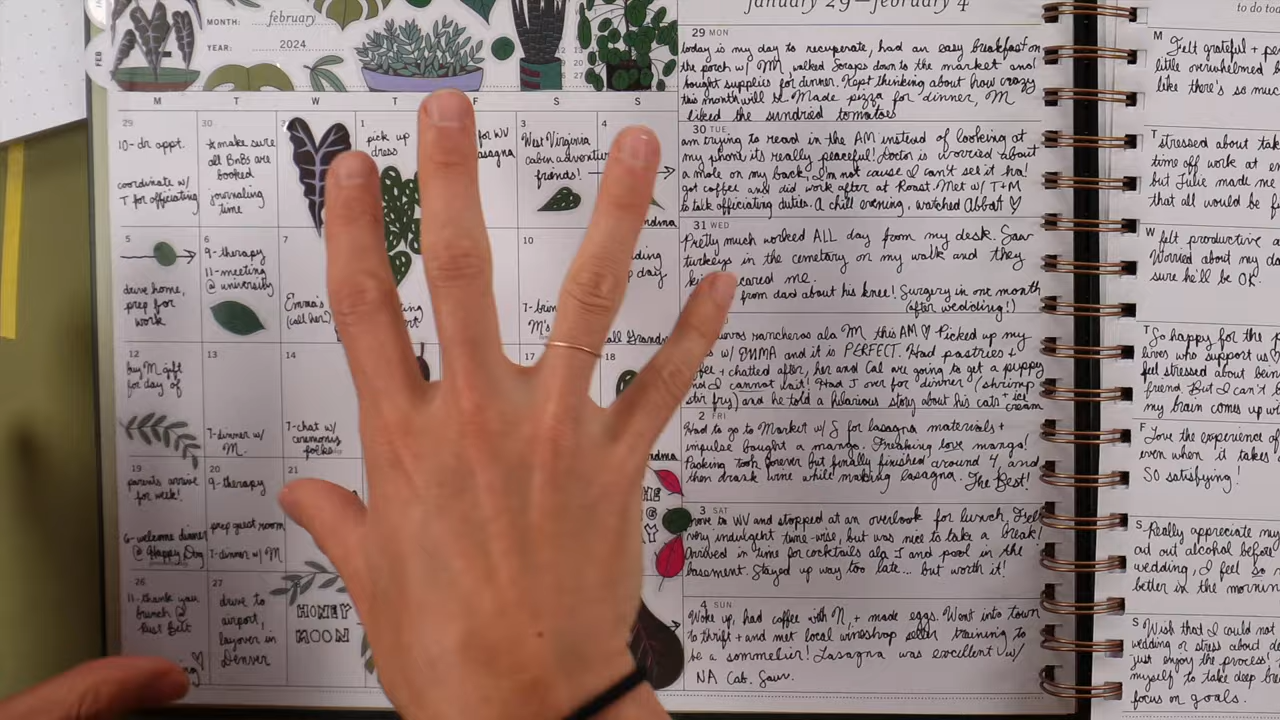 MONTH: february
YEAR: 2024
FEB
M T W T F S S
29
10- dr appt.
coordinate w/
T for officiating
30
☆make sure
all BnBs are
booked
journaling
time
1
pick up
dress
for WV
lasagna
3
West Virginia
cabin adventure
friends!
4
5
drive home,
prep for
work
6
9-therapy
11-meeting
@ university
7
Emma's
(call her?)
10
12
buy M gift
for day of
13
7-dinner w/
M.
14
7-chat w/
ceremony
folks
17
18
19
parents arrive
for week!
6-welcome dinner
@ Happy Dog
20
9-therapy
prep guest room
7-dinner w/ M
21
26
11-thank you
brunch @
Rust Belt
27
drive to
airport,
layover in
Denver
HONEY
MOON
january 29–february 4
29 MON
today is my day to recuperate, had an easy breakfast on
the porch w/ M, walked Scraps down to the market and
bought supplies for dinner. Kept thinking about how crazy
this month will be. Made pizza for dinner, M
liked the sundried tomatoes
30 TUE
am trying to read in the AM instead of looking at
my phone, it's really peaceful! doctor is worried about
a mole on my back, I'm not cause I can't see it ha!
got coffee and did work after at Roast. Met w/ T+M
to talk officiating duties. A chill evening, watched Abbot ♡
31 WED
Pretty much worked ALL day from my desk. Saw
turkeys in the cemetary on my walk and they
scared me.
from dad about his knee! Surgery in one month
(after wedding!)
rancheros ala M this AM ♡ Picked up my
w/ EMMA and it is PERFECT. Had pastries +
+ chatted after, her and Cal are going to get a puppy
and I cannot wait! Had J over for dinner (shrimp
stir fry) and he told a hilarious story about his cats + ice
cream
2 FRI
Had to go to Market w/ S for lasagna materials +
impulse bought a mango. Freaking love mango!
Packing took forever but finally finished around 4 and
then drank wine while making lasagna. The Best!
3 SAT
Drove to WV and stopped at an overlook for lunch. Felt
very indulgent time-wise, but was nice to take a break!
Arrived in time for cocktails ala J and pool in the
basement. Stayed up way too late... but worth it!
4 SUN
Woke up, had coffee with N, + made eggs. Went into town
to thrift + and met local wineshop seller training to
be a sommelier! Lasagna was excellent w/
NA Cab. Sauv.
to do too
M
Felt grateful +
little overwhelmed
like there's so muc
T
stressed about tak
time off work at
but Julie made me
that all would be
W
felt productive
Worried about my da
sure he'll be OK.
T
So happy for the
lives who support us
feel stressed about
friend. But I can't
my brain comes up w
F
Love the experience
even when it takes
SO satisfying!
S
Really appreciate my
out alcohol before
wedding, I feel so
better in the mornin
S
Wish that I could not
wedding or stress about
just enjoy the process,
myself to take deep
focus on goals.